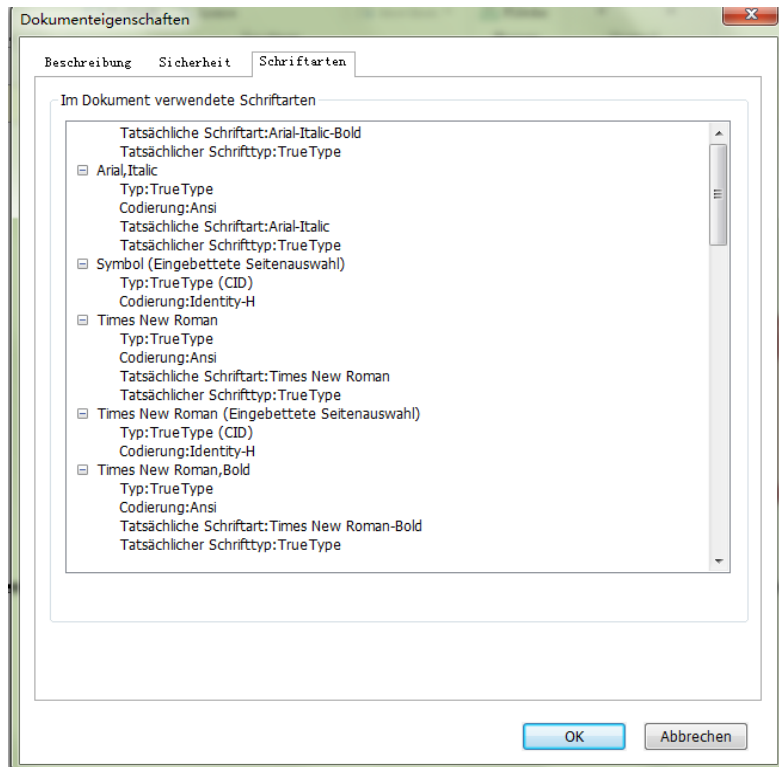 Dokumenteigenschaften
Beschreibung Sicherheit Schriftarten
Im Dokument verwendete Schriftarten
Tatsächliche Schriftart:Arial-Italic-Bold
Tatsächlicher Schrifttyp:TrueType
Arial,Italic
Typ:TrueType
Codierung:Ansi
Tatsächliche Schriftart:Arial-Italic
Tatsächlicher Schrifttyp:TrueType
Symbol (Eingebettete Seitenauswahl)
Typ:TrueType (CID)
Codierung:Identity-H
Times New Roman
Typ:TrueType
Codierung:Ansi
Tatsächliche Schriftart:Times New Roman
Tatsächlicher Schrifttyp:TrueType
Times New Roman (Eingebettete Seitenauswahl)
Typ:TrueType (CID)
Codierung:Identity-H
Times New Roman,Bold
Typ:TrueType
Codierung:Ansi
Tatsächliche Schriftart:Times New Roman-Bold
Tatsächlicher Schrifttyp:TrueType
OK Abbrechen